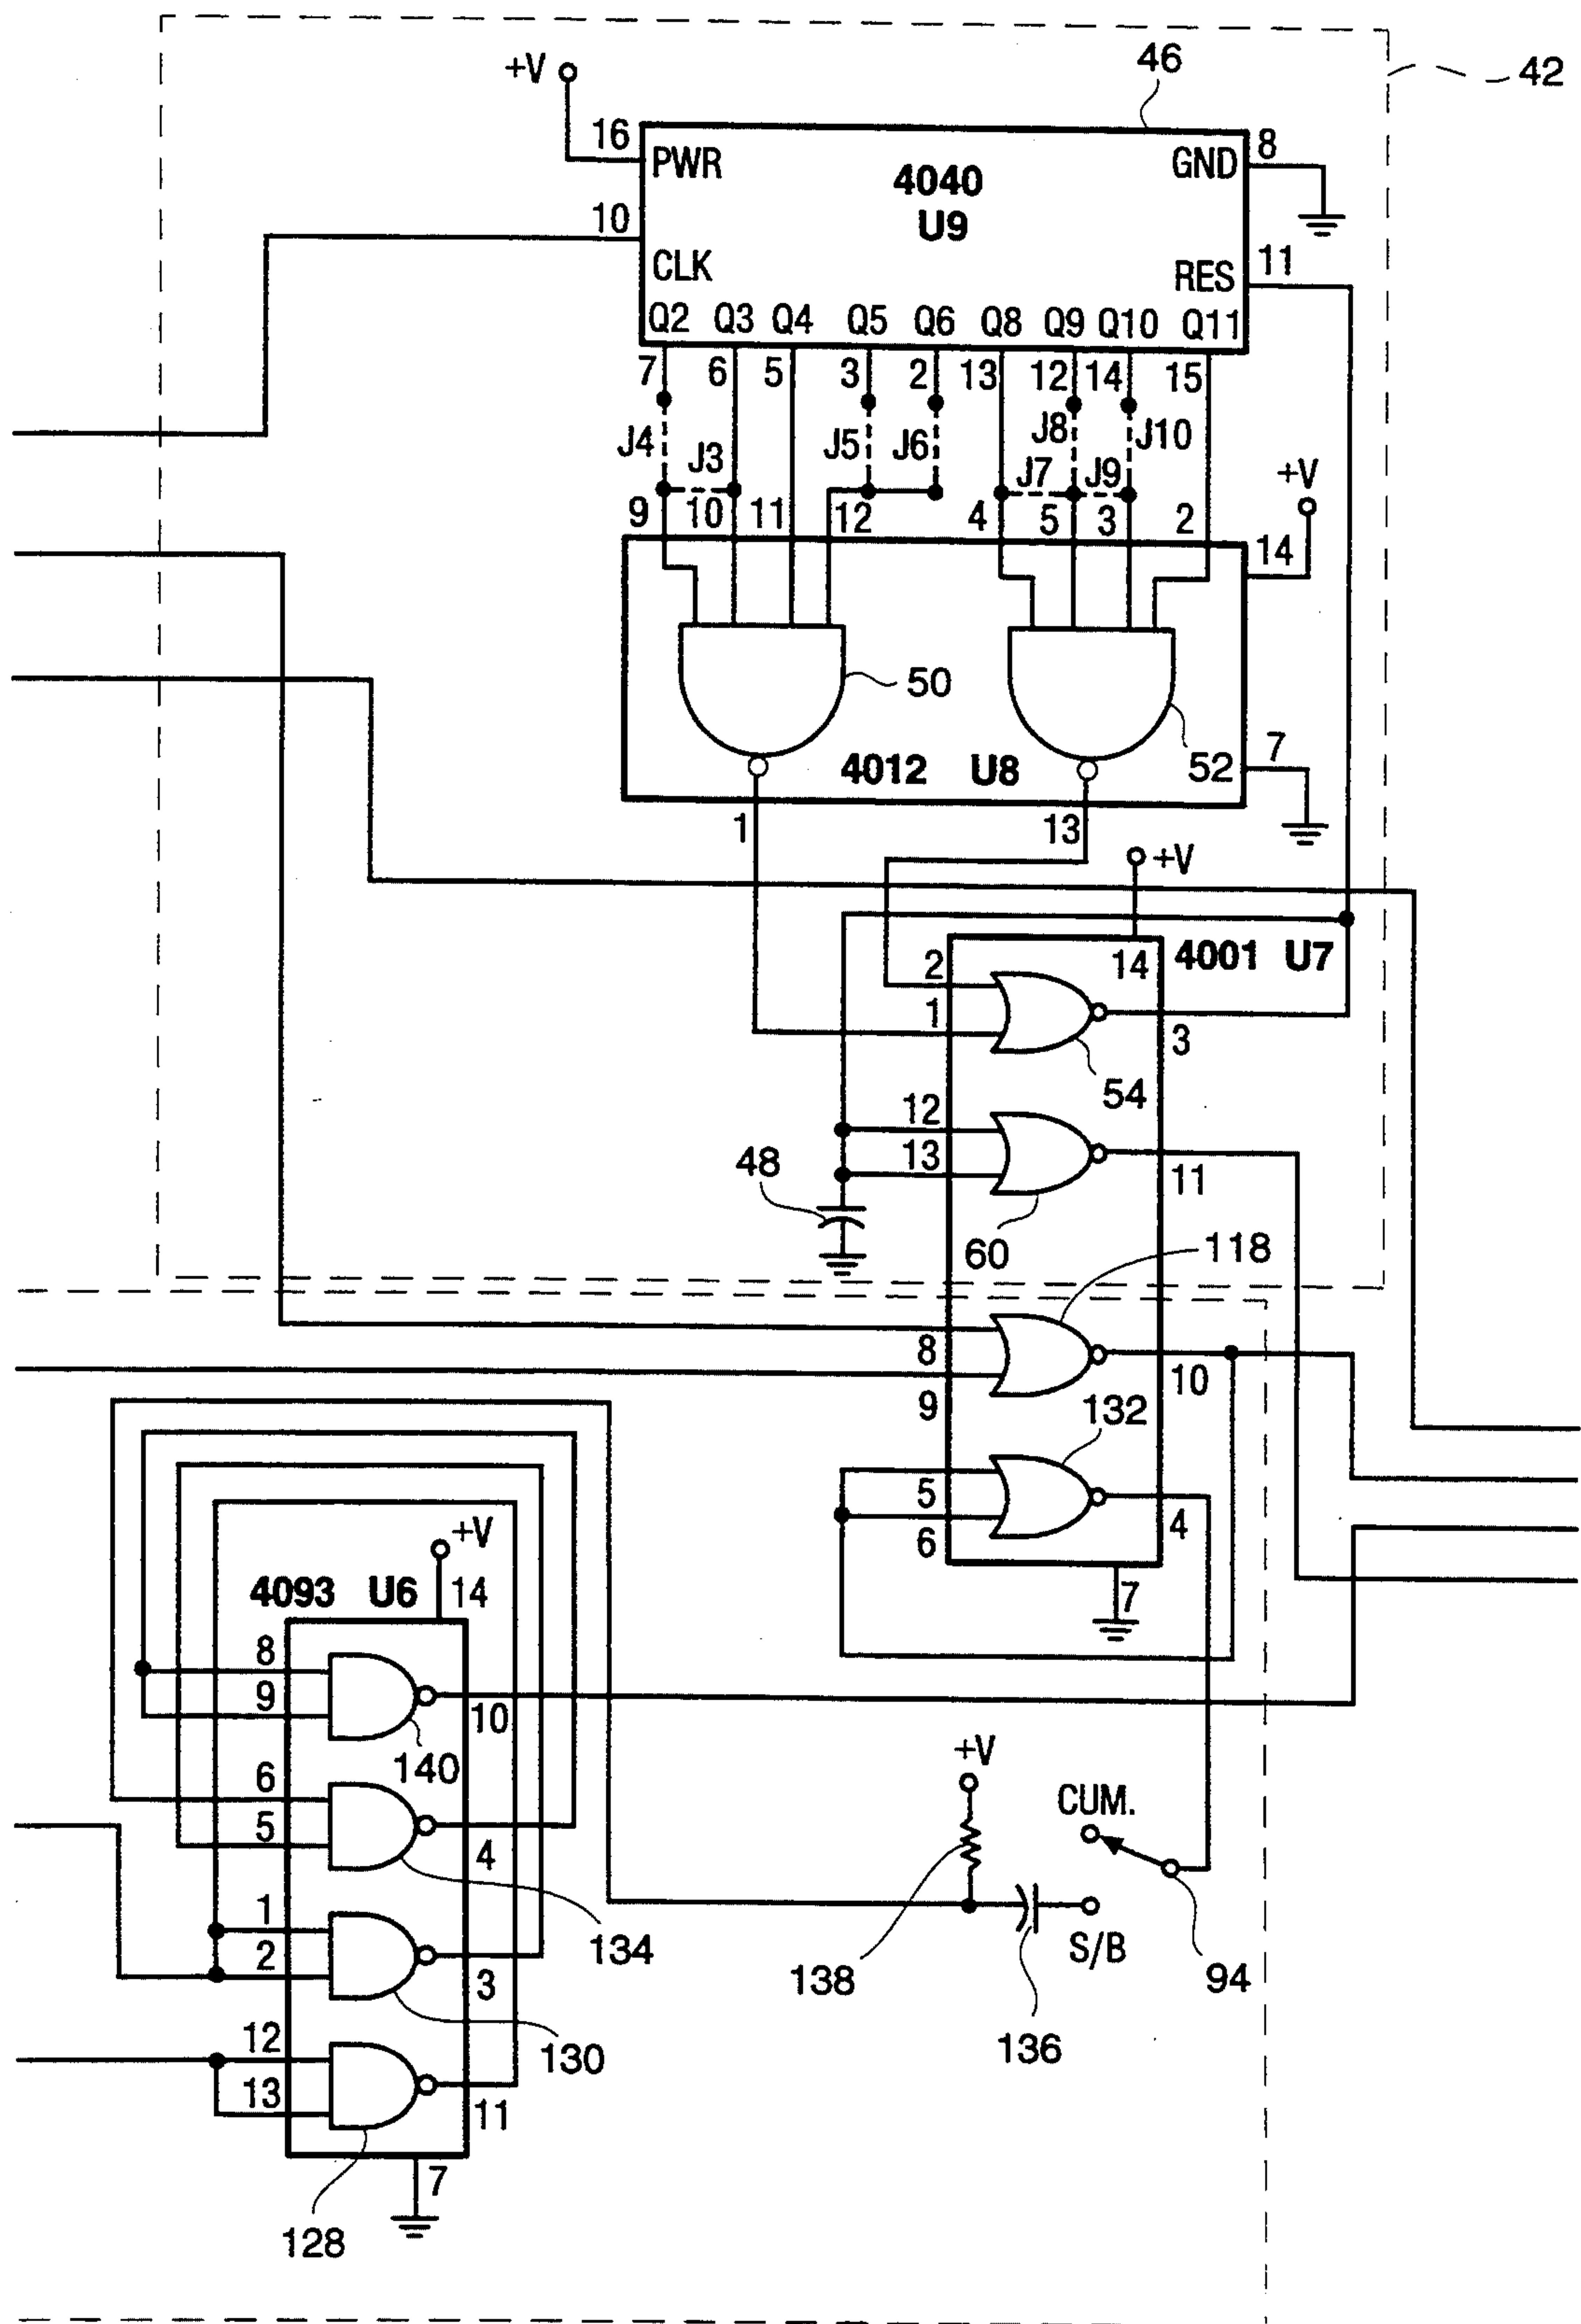 46
42
+V
16
PWR
4040
U9
GND
8
10
CLK
RES
11
Q2 Q3 Q4 Q5 Q6 Q8 Q9 Q10 Q11
7 6 5 3 2 13 12 14 15
J4 J3 J5 J6 J7 J8 J9 J10
+V
9 10 11 12 4 5 3 2
14
50
52
4012 U8
7
1
13
+V
14
4001 U7
2
1
3
54
12
13
11
48
60
118
8
9
10
132
5
6
4
7
+V
4093 U6
14
8
9
10
140
6
5
4
134
1
2
3
130
12
13
11
7
128
+V
CUM.
138
136
S/B
94